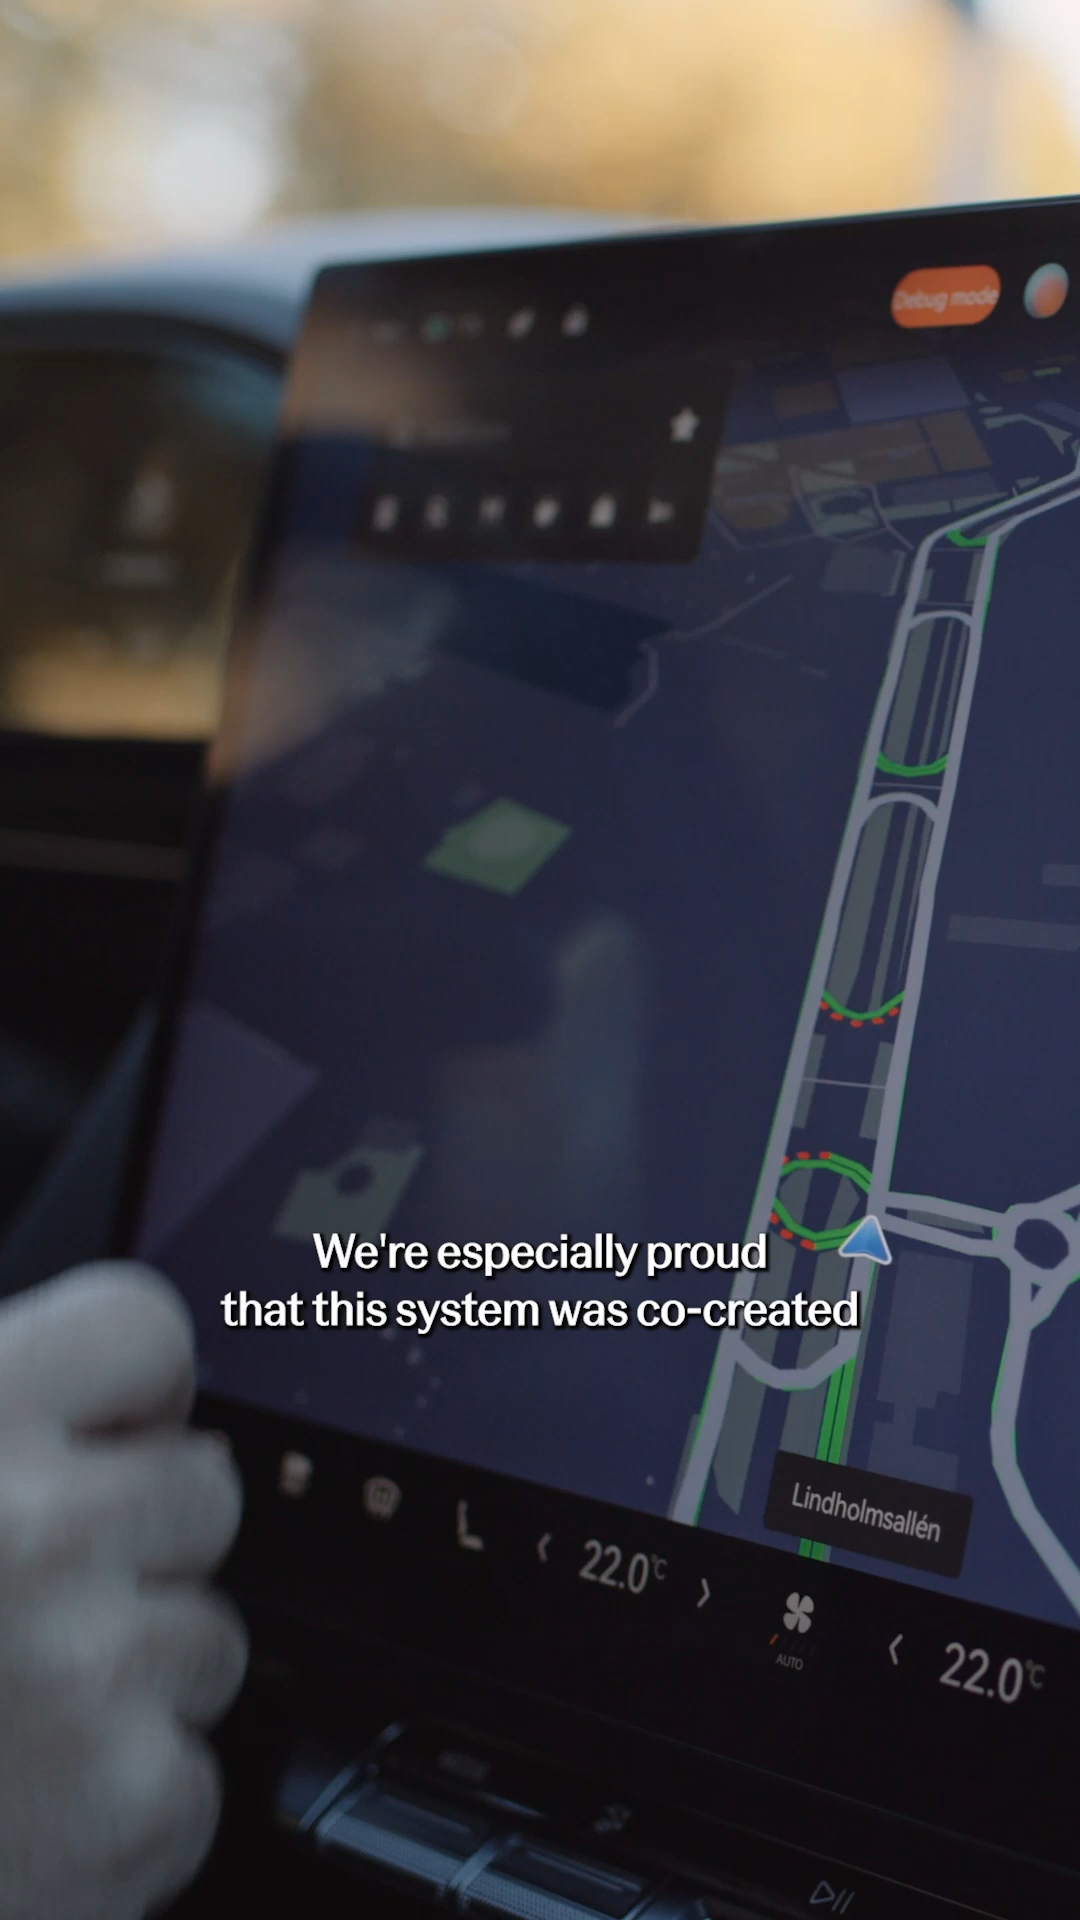 Debug mode
We're especially proud
that this system was co-created
Lindholmsallén
22.0°C
AUTO
22.0°C